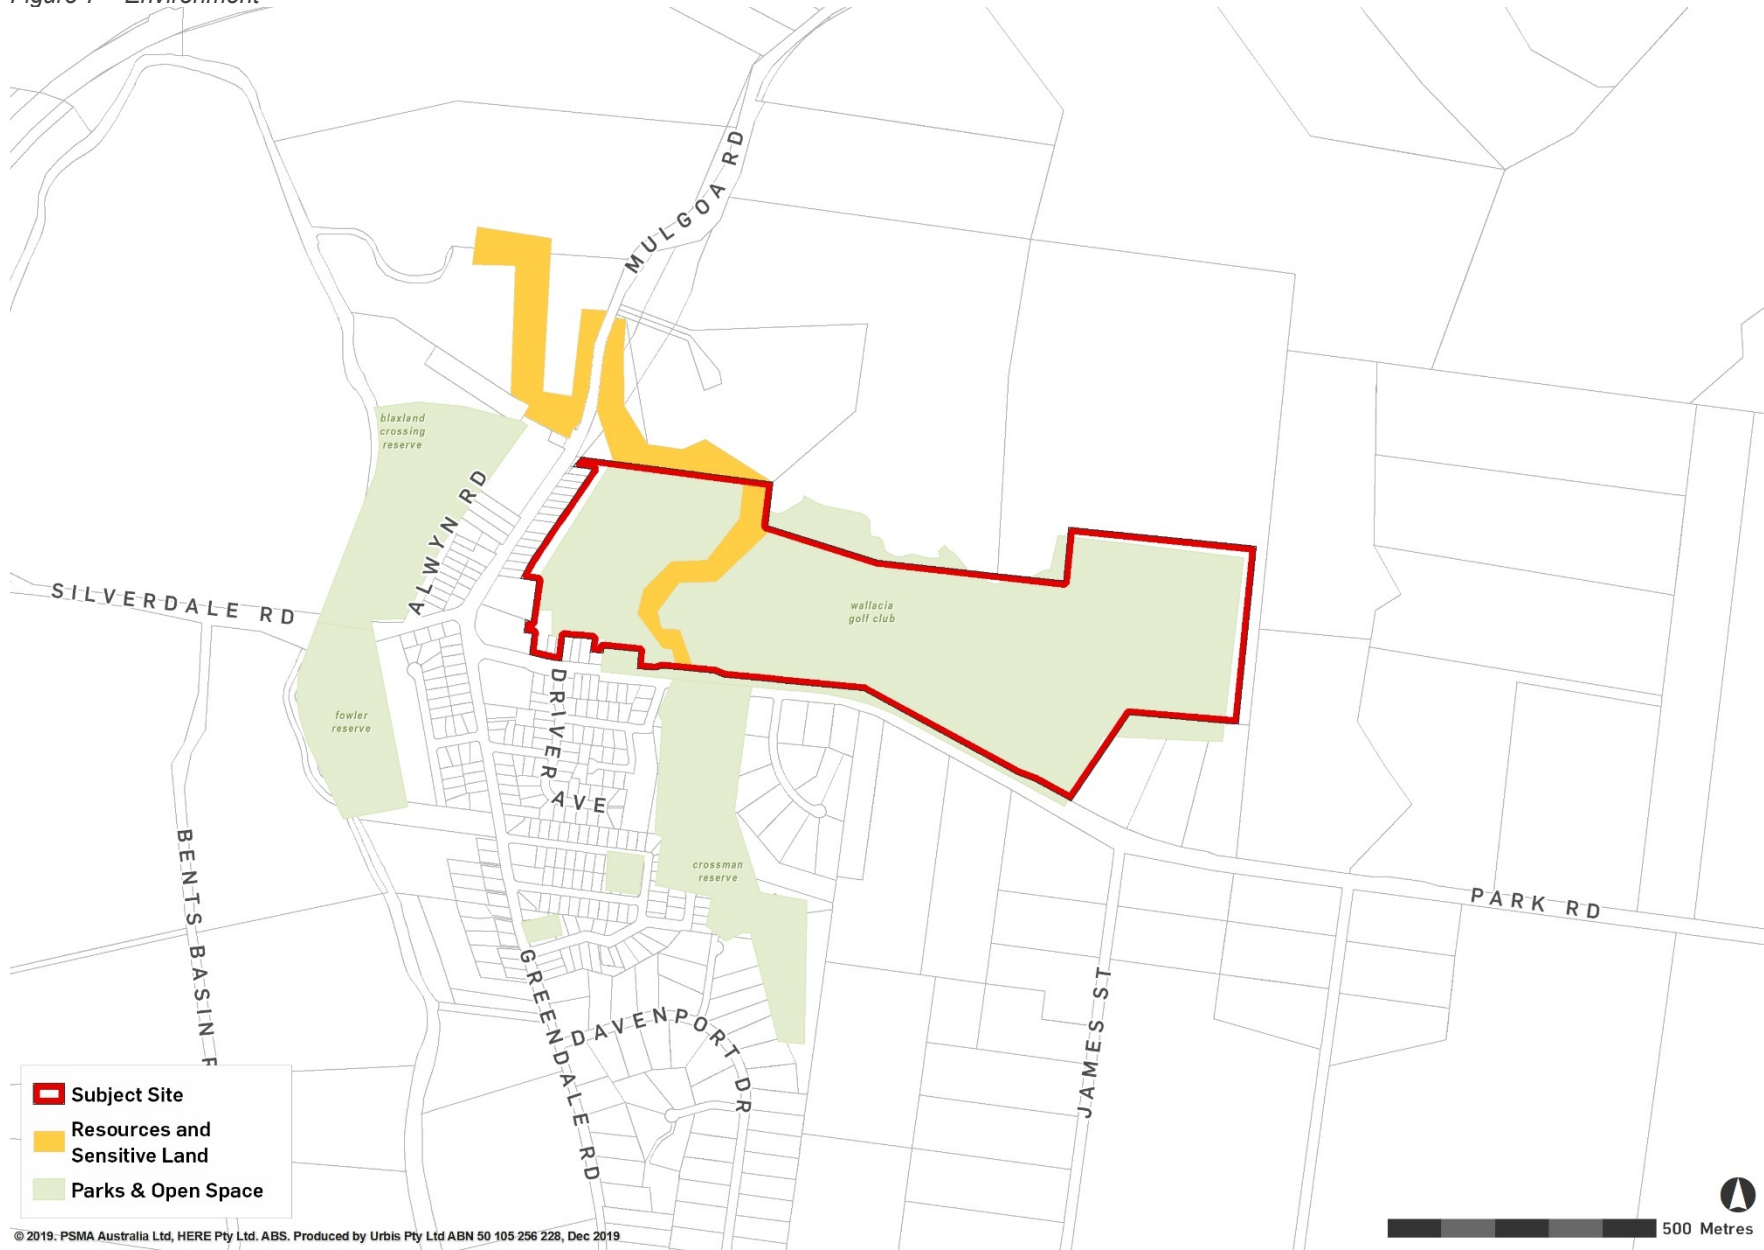 MULGOA RD
blaxland
crossing
reserve
ALWYN RD
SILVERDALE RD
wallacia
golf club
fowler
reserve
DRIVER
AVE
crossman
reserve
BENTS BASIN
PARK RD
GREENDALE RD
DAVENPORT DR
JAMES ST
Subject Site
Resources and
Sensitive Land
Parks & Open Space
500 Metres
© 2019. PSMA Australia Ltd, HERE Pty Ltd. ABS. Produced by Urbis Pty Ltd ABN 50 105 256 228, Dec 2019